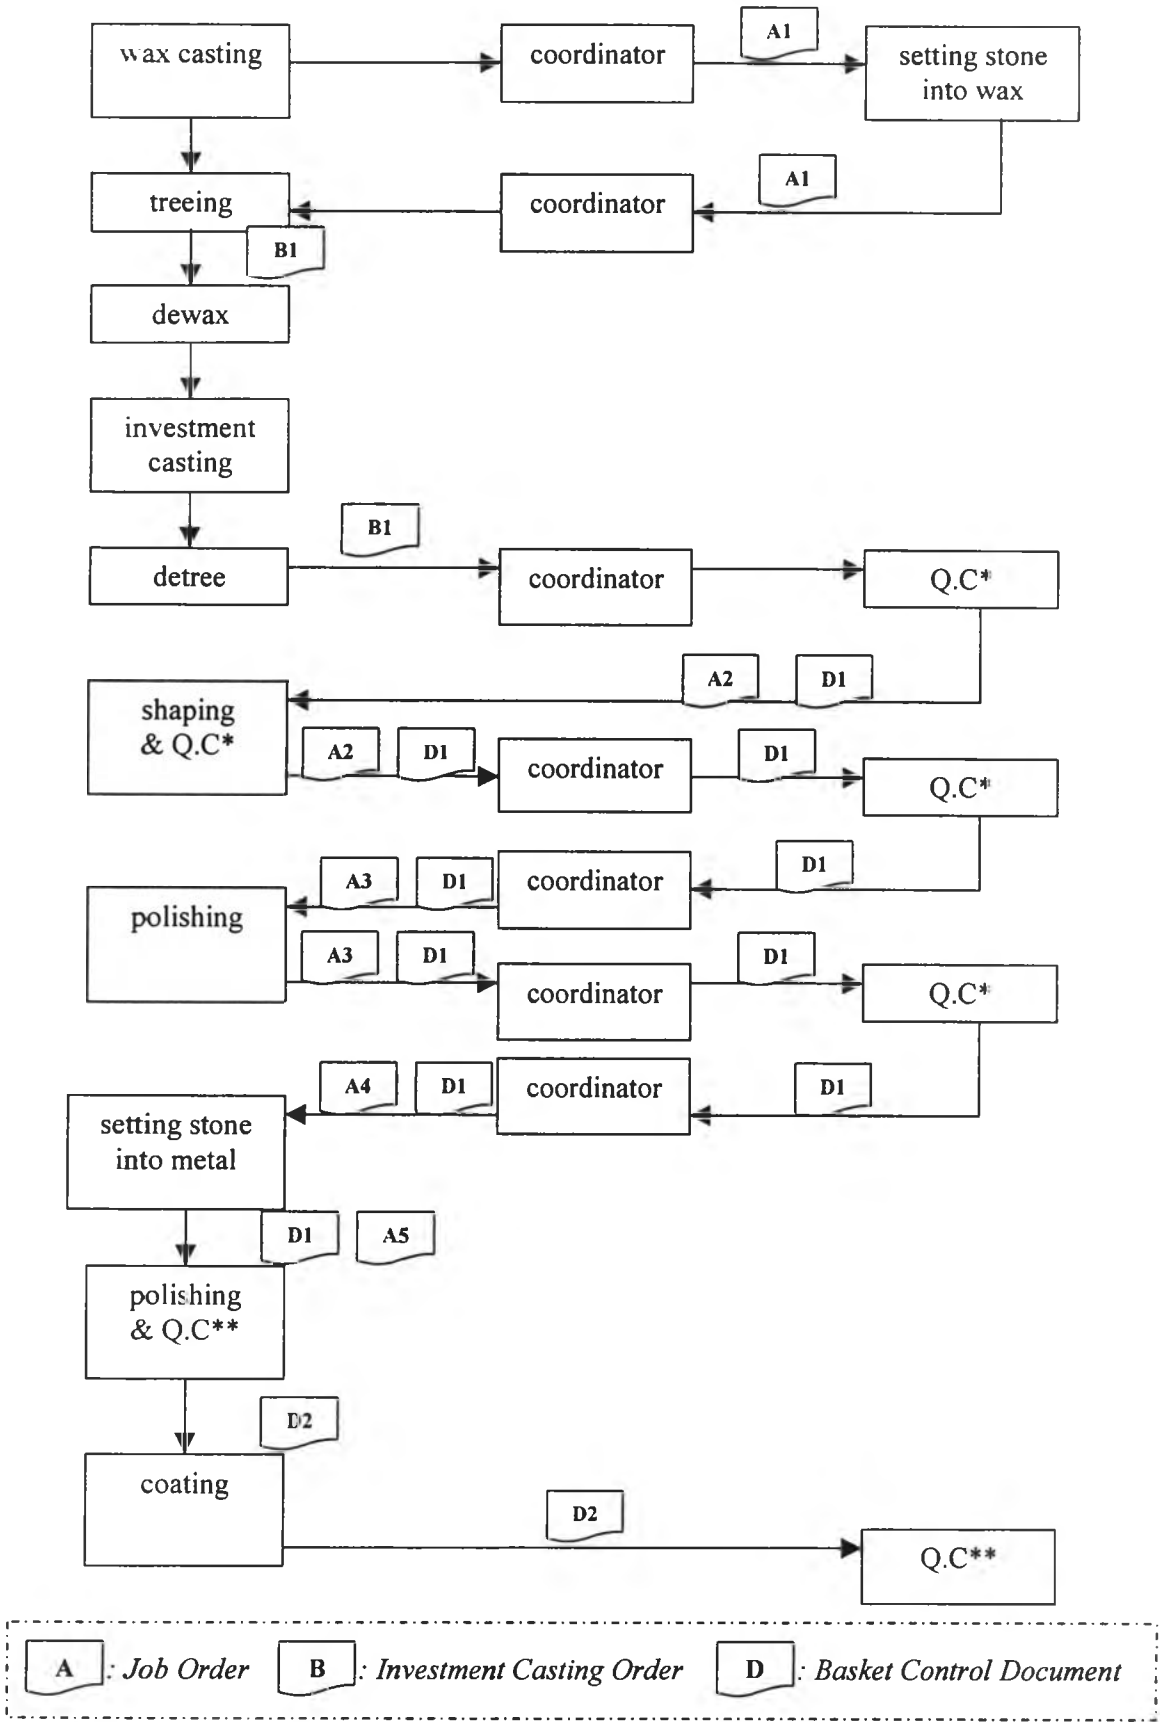 wax casting
coordinator
A1
setting stone
into wax
treeing
coordinator
A1
B1
dewax
investment
casting
B1
detree
coordinator
Q.C*
A2
D1
shaping
& Q.C*
A2
D1
coordinator
D1
Q.C*
A3
D1
coordinator
D1
polishing
A3
D1
coordinator
D1
Q.C*
A4
D1
coordinator
D1
setting stone
into metal
D1
A5
polishing
& Q.C**
D2
coating
D2
Q.C**
A : Job Order B : Investment Casting Order D : Basket Control Document